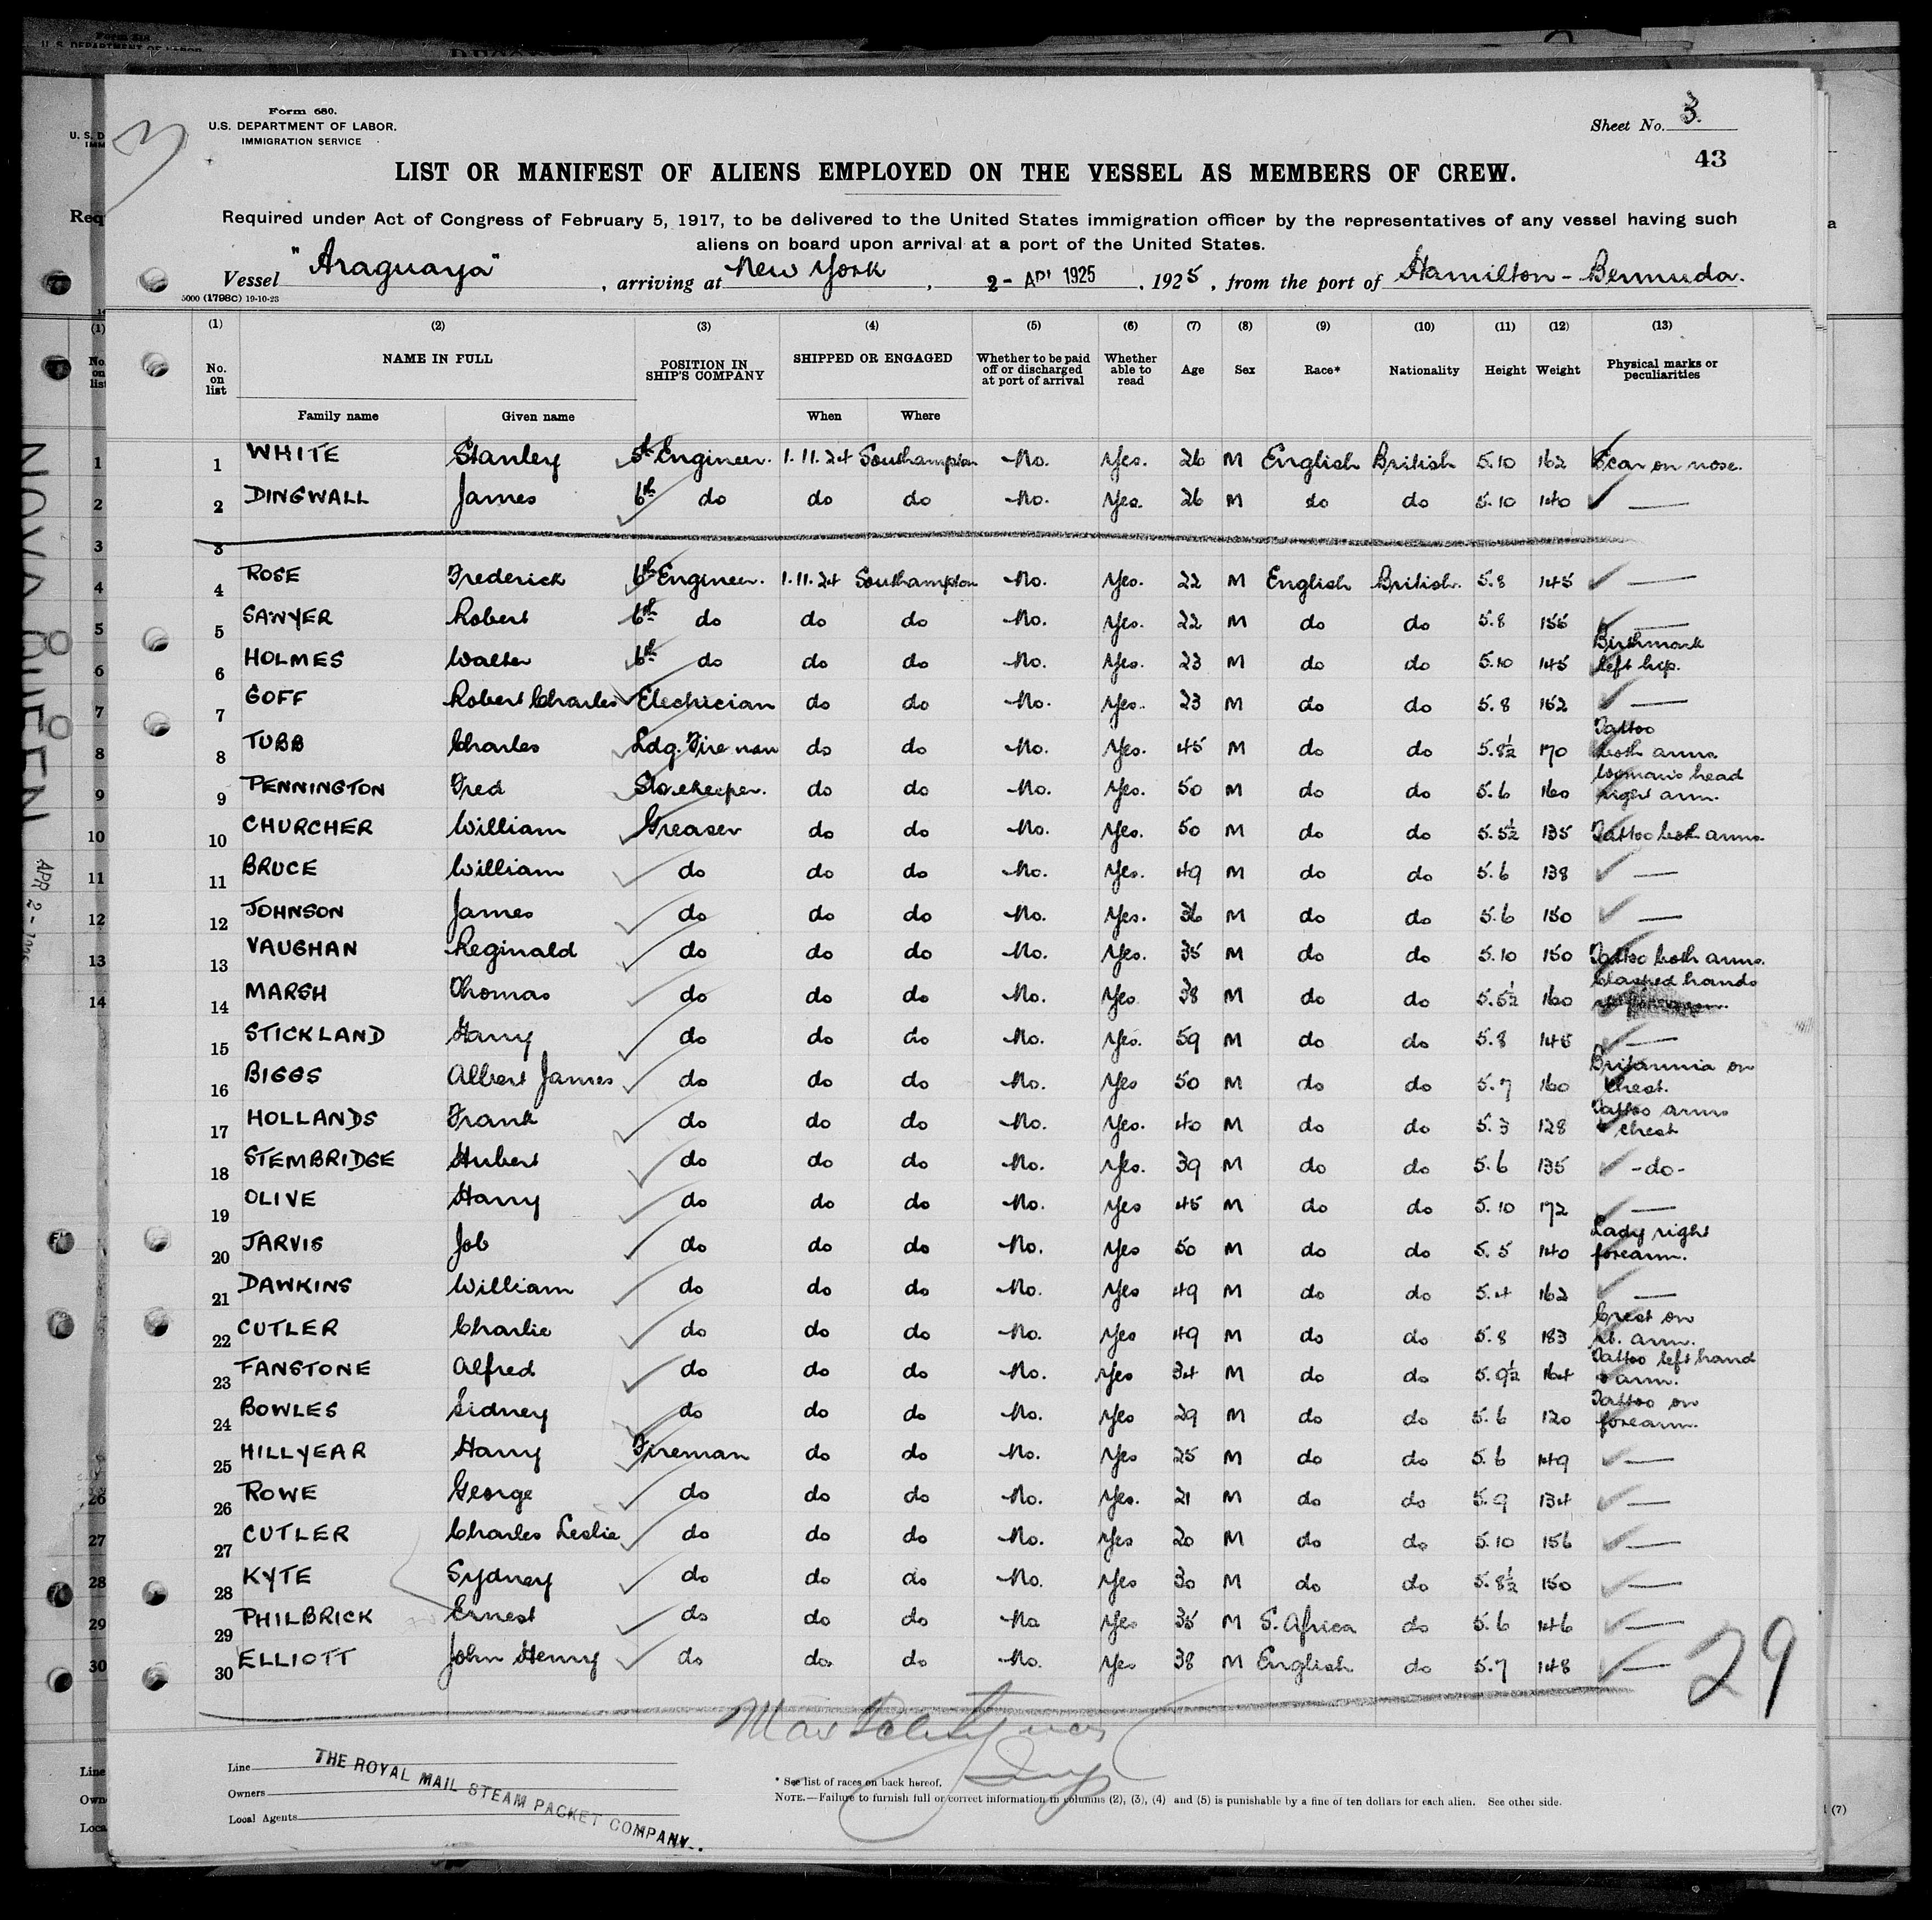 Form 680.
U.S. DEPARTMENT OF LABOR.
IMMIGRATION SERVICE
Sheet No. 3.
43
3
LIST OR MANIFEST OF ALIENS EMPLOYED ON THE VESSEL AS MEMBERS OF CREW.
Required under Act of Congress of February 5, 1917, to be delivered to the United States immigration officer by the representatives of any vessel having such
aliens on board upon arrival at a port of the United States.
Vessel "Araguaya", arriving at New York, 2 - AP 1925, 1925, from the port of Hamilton - Bermuda.
5000 (1798C) 19-10-23
(1) (2) (3) (4) (5) (6) (7) (8) (9) (10) (11) (12) (13)
No. on list NAME IN FULL POSITION IN SHIP'S COMPANY SHIPPED OR ENGAGED Whether to be paid off or discharged at port of arrival Whether able to read Age Sex Race* Nationality Height Weight Physical marks or peculiarities
Family name Given name When Where
1 WHITE Stanley 5th Engineer. 1.11.24 Southampton No. Yes. 26 M English British 5.10 162 Scar on nose.
2 DINGWALL James 6th do do do No. Yes. 26 M do do 5.10 140 —
3
4 ROSE Frederick 6th Engineer. 1.11.24 Southampton No. Yes. 22 M English British. 5.8 145 —
5 SAWYER Robert 6th do do do No. Yes. 22 M do do 5.8 155 —
6 HOLMES Walter 6th do do do No. Yes. 23 M do do 5.10 145 Birthmark left hip.
7 GOFF Robert Charles Electrician do do No. Yes. 23 M do do 5.8 152 —
8 TUBB Charles Ldg. Fireman do do No. Yes. 45 M do do 5.8½ 170 Tattoo both arms.
9 PENNINGTON Fred Storekeeper. do do No. Yes. 50 M do do 5.6 160 Woman's head right arm.
10 CHURCHER William Greaser do do No. Yes. 50 M do do 5.5½ 135 Tattoo both arms.
11 BRUCE William do do do No. Yes. 49 M do do 5.6 138 —
12 JOHNSON James do do do No. Yes. 36 M do do 5.6 150 —
13 VAUGHAN Reginald do do do No. Yes. 35 M do do 5.10 150 Tattoo both arms.
14 MARSH Thomas do do do No. Yes 38 M do do 5.5½ 160 Clasped hands
15 STICKLAND Harry do do do No. Yes. 59 M do do 5.8 145 —
16 BIGGS Albert James do do do No. Yes 50 M do do 5.7 160 Britannia on chest.
17 HOLLANDS Frank do do do No. Yes. 40 M do do 5.3 128 Tattoo arms & chest
18 STEMBRIDGE Hubert do do do No. Yes. 39 M do do 5.6 135 -do-
19 OLIVE Harry do do do No. Yes 45 M do do 5.10 172 —
20 JARVIS Job do do do No. Yes 50 M do do 5.5 140 Lady right forearm.
21 DAWKINS William do do do No. Yes 49 M do do 5.4 162 —
22 CUTLER Charlie do do do No. Yes 49 M do do 5.8 183 Crest on rt. arm.
23 FANSTONE Alfred do do do No. Yes 34 M do do 5.9½ 164 Tattoo left hand & arm.
24 BOWLES Sidney do do do No. Yes 29 M do do 5.6 120 Tattoo on forearm.
25 HILLYEAR Harry Fireman do do No. Yes 25 M do do 5.6 149 —
26 ROWE George do do do No. Yes. 21 M do do 5.9 134 —
27 CUTLER Charles Leslie do do do No. Yes 20 M do do 5.10 156 —
28 KYTE Sydney do do do No. Yes 30 M do do 5.8½ 150 —
29 PHILBRICK Ernest do do do No Yes 35 M S. Africa do 5.6 146 —
30 ELLIOTT John Henry do do. do No. Yes 38 M English do 5.7 148 —
29
Line
Owners
Local Agents
THE ROYAL MAIL STEAM PACKET COMPANY.
* See list of races on back hereof.
NOTE.—Failure to furnish full or correct information in columns (2), (3), (4) and (5) is punishable by a fine of ten dollars for each alien. See other side.